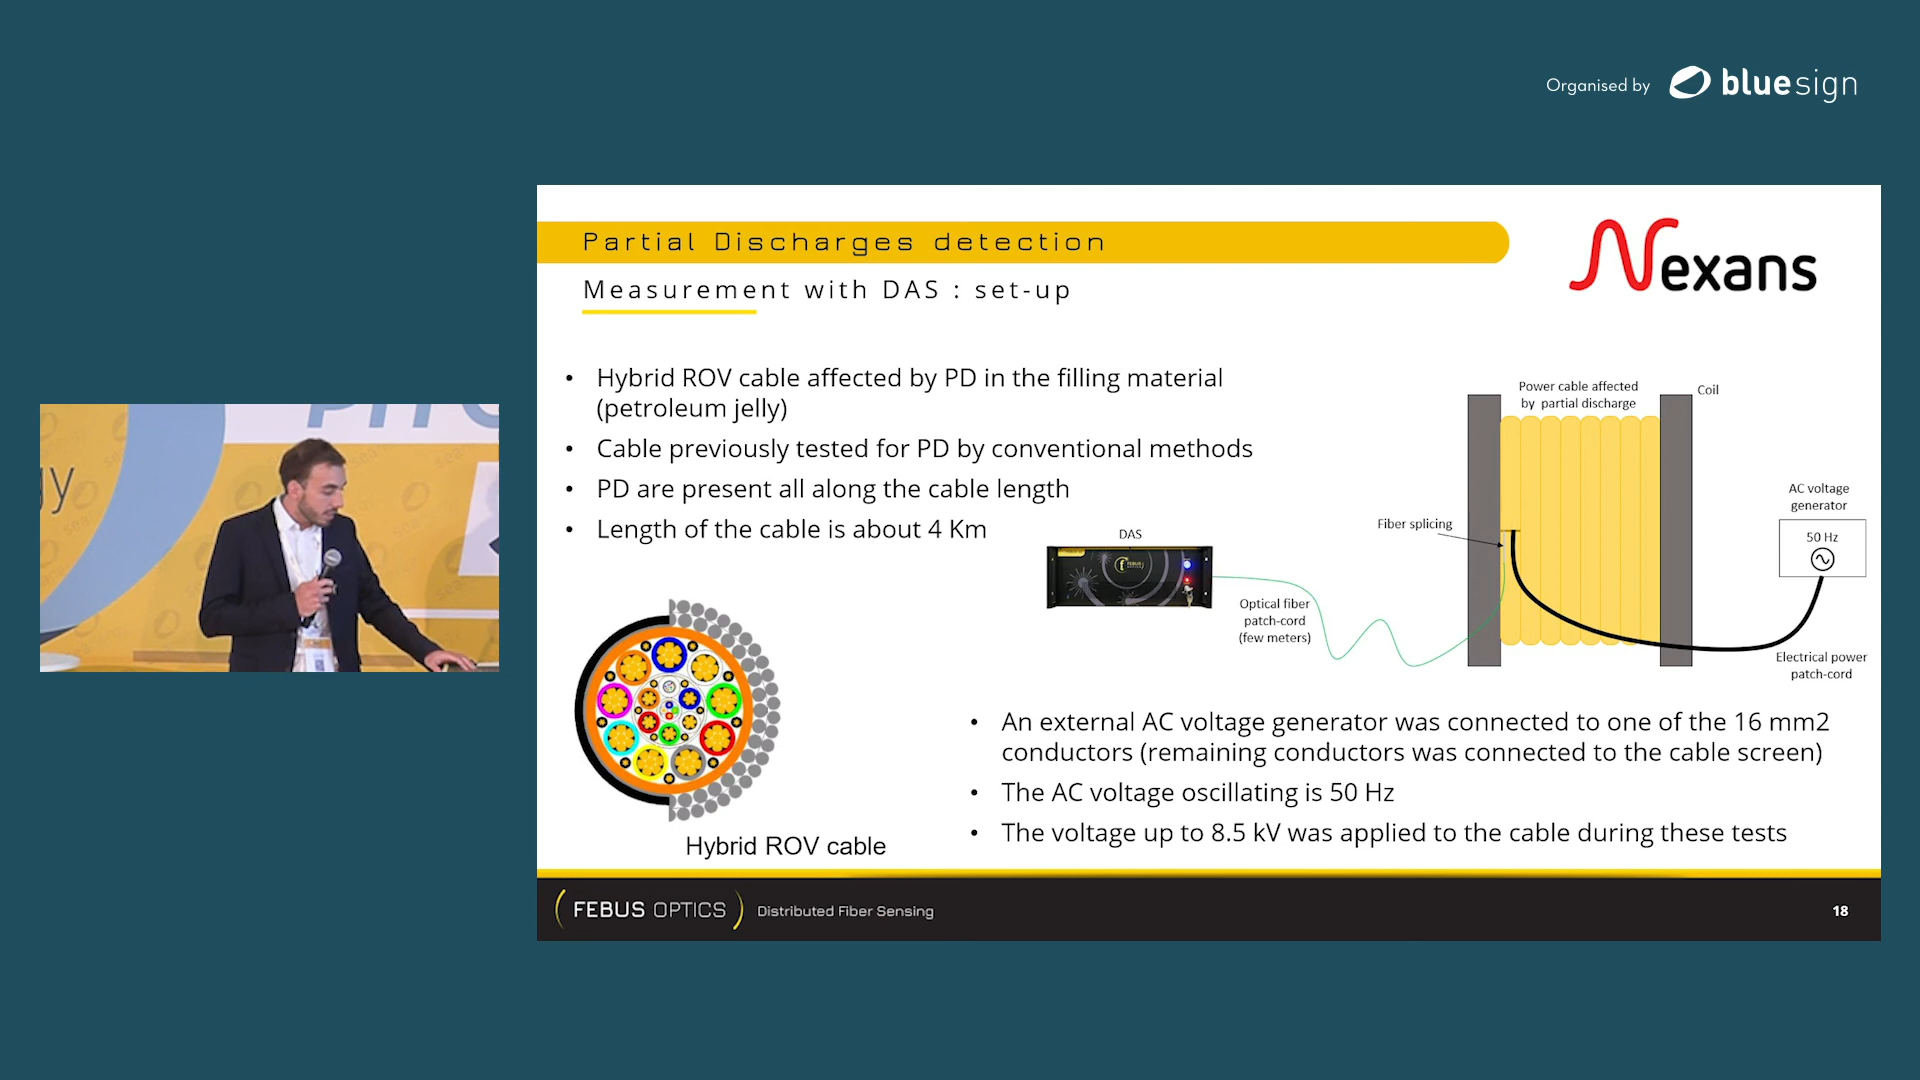 Organised by bluesign
Partial Discharges detection
Nexans
Measurement with DAS : set-up
• Hybrid ROV cable affected by PD in the filling material
(petroleum jelly)
• Cable previously tested for PD by conventional methods
• PD are present all along the cable length
• Length of the cable is about 4 Km
Power cable affected
by partial discharge
Coil
AC voltage
generator
50 Hz
Fiber splicing
DAS
Optical fiber
patch-cord
(few meters)
Electrical power
patch-cord
Hybrid ROV cable
• An external AC voltage generator was connected to one of the 16 mm2
conductors (remaining conductors was connected to the cable screen)
• The AC voltage oscillating is 50 Hz
• The voltage up to 8.5 kV was applied to the cable during these tests
FEBUS OPTICS Distributed Fiber Sensing
18